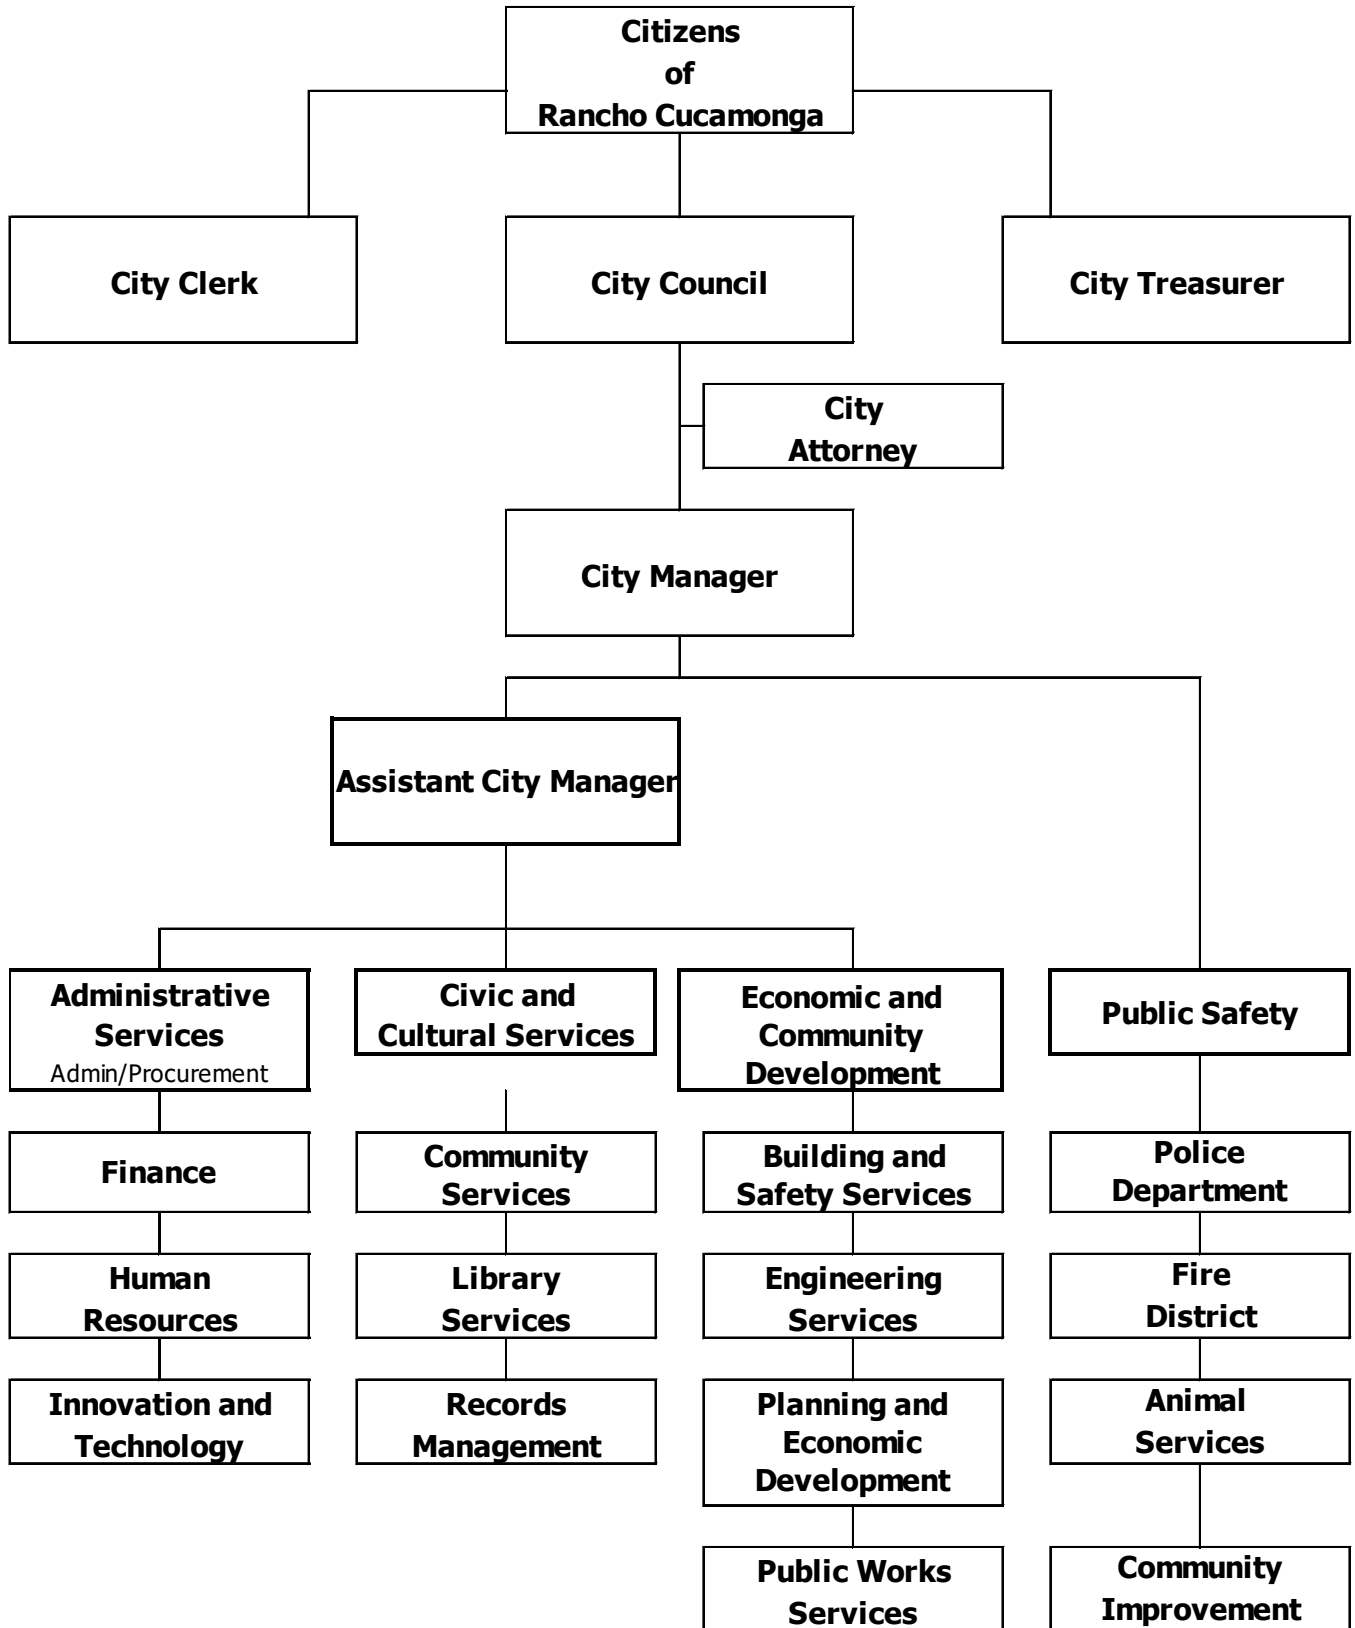 Citizens
of
Rancho Cucamonga
City Clerk
City Council
City Treasurer
City
Attorney
City Manager
Assistant City Manager
Administrative
Services
Admin/Procurement
Civic and
Cultural Services
Economic and
Community
Development
Public Safety
Finance
Community
Services
Building and
Safety Services
Police
Department
Human
Resources
Library
Services
Engineering
Services
Fire
District
Innovation and
Technology
Records
Management
Planning and
Economic
Development
Animal
Services
Public Works
Services
Community
Improvement